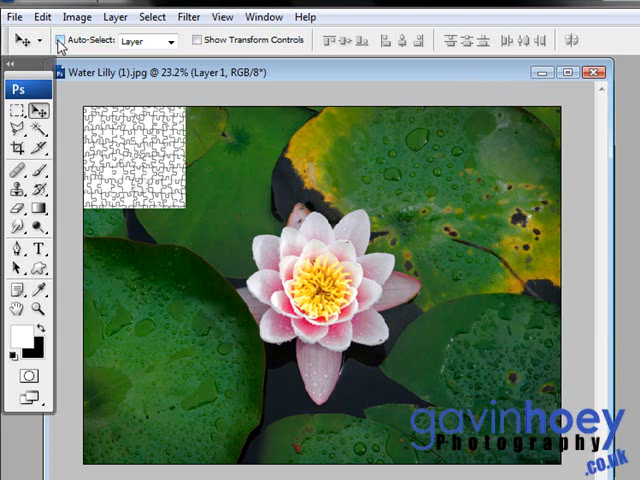 File Edit Image Layer Select Filter View Window Help
Auto-Select: Layer Show Transform Controls
Ps Water Lilly (1).jpg @ 23.2% (Layer 1, RGB/8*)
Ps
T
gavinhoey
Photography
.co.uk